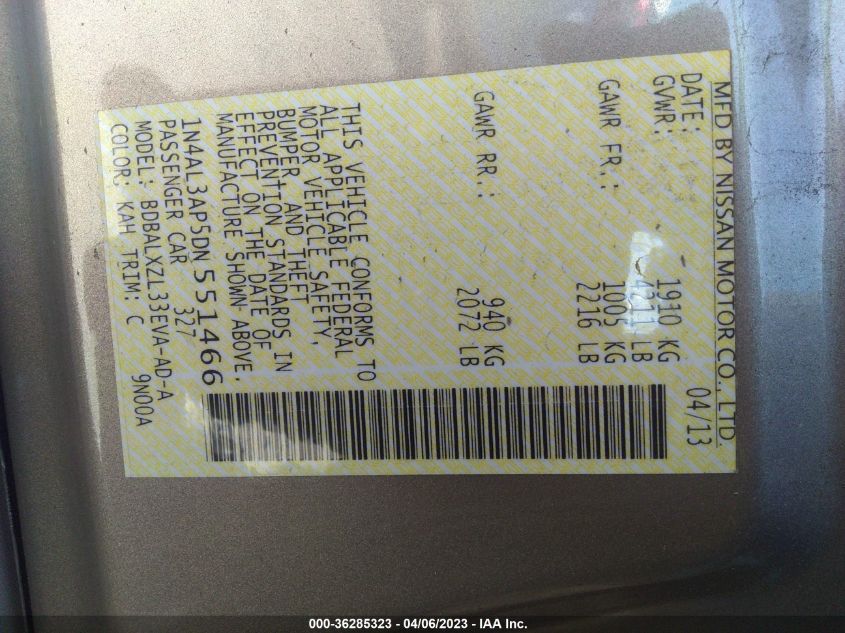 MFD BY NISSAN MOTOR CO., LTD
DATE: 04/13
GVWR: 1910 KG
4211 LB
GAWR FR.: 1005 KG
2216 LB
GAWR RR.: 940 KG
2072 LB
THIS VEHICLE CONFORMS TO
ALL APPLICABLE FEDERAL
MOTOR VEHICLE SAFETY,
BUMPER AND THEFT
PREVENTION STANDARDS IN
EFFECT ON THE DATE OF
MANUFACTURE SHOWN ABOVE.
1N4AL3AP5DN551466
PASSENGER CAR 327
MODEL: BDBALXZL33EVA-AD-A
COLOR: KAH TRIM: C 9N00A
000-36285323 - 04/06/2023 - IAA Inc.